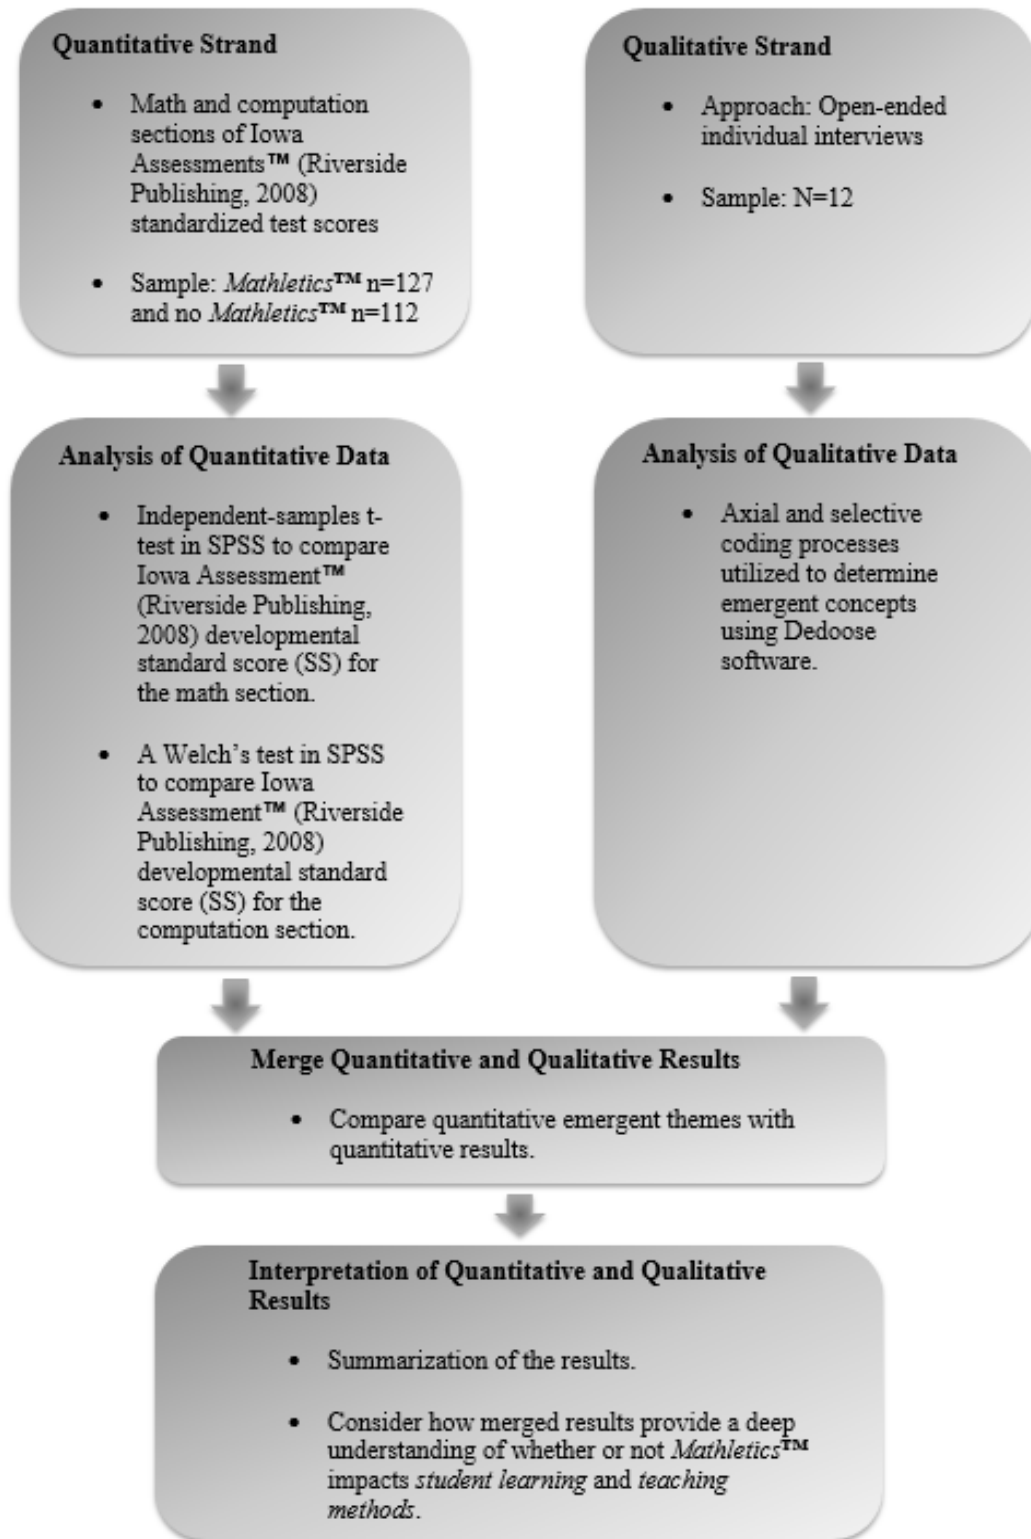 Quantitative Strand
• Math and computation
sections of Iowa
Assessments™ (Riverside
Publishing, 2008)
standardized test scores
• Sample: Mathletics™ n=127
and no Mathletics™ n=112
Qualitative Strand
• Approach: Open-ended
individual interviews
• Sample: N=12
Analysis of Quantitative Data
• Independent-samples t-
test in SPSS to compare
Iowa Assessment™
(Riverside Publishing,
2008) developmental
standard score (SS) for
the math section.
• A Welch’s test in SPSS
to compare Iowa
Assessment™ (Riverside
Publishing, 2008)
developmental standard
score (SS) for the
computation section.
Analysis of Qualitative Data
• Axial and selective
coding processes
utilized to determine
emergent concepts
using Dedoose
software.
Merge Quantitative and Qualitative Results
• Compare quantitative emergent themes with
quantitative results.
Interpretation of Quantitative and Qualitative
Results
• Summarization of the results.
• Consider how merged results provide a deep
understanding of whether or not Mathletics™
impacts student learning and teaching
methods.